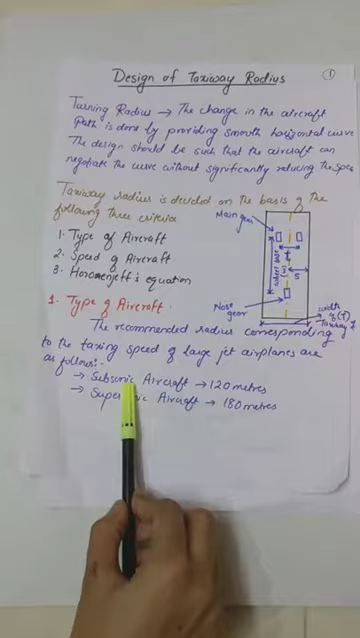 Design of Taxiway Radius
1
Turning Radius → The change in the aircraft
Path is done by providing smooth horizontal curve
The design should be such that the aircraft can
negotiate the curve without significantly reducing the
Taxiway radius is decided on the basis of the
following three criteria
Main gear
1. Type of Aircraft
2. Speed of Aircraft
3. Horonjeff's equation
wheel base
(w)
t
S
Nose
gear
width
of (T)
Taxiway
1. Type of Aircraft.
The recommended radius corresponding
to the taxing speed of large jet airplanes are
as follows:-
→ Subsonic Aircraft → 120 metres
→ Aircraft → 180 metres